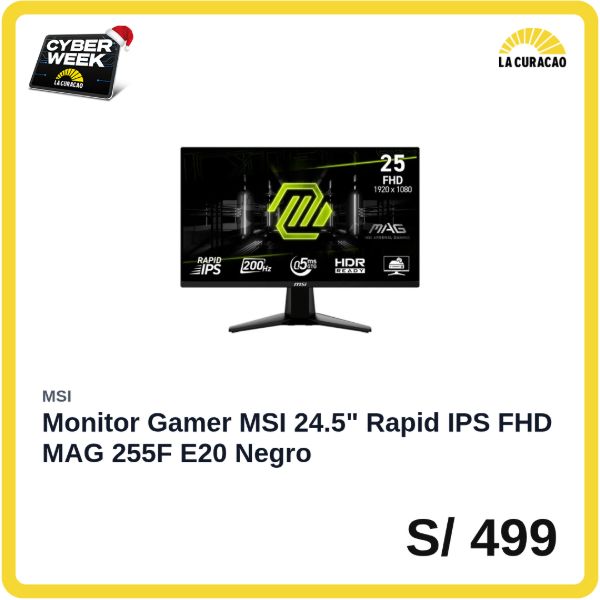 CYBER
WEEK
LA CURACAO
LA CURACAO
25
FHD
1920 x 1080
MAG
RAPID
IPS
200Hz
0.5ms
GTG
HDR
READY
msi
MSI
Monitor Gamer MSI 24.5" Rapid IPS FHD
MAG 255F E20 Negro
S/ 499